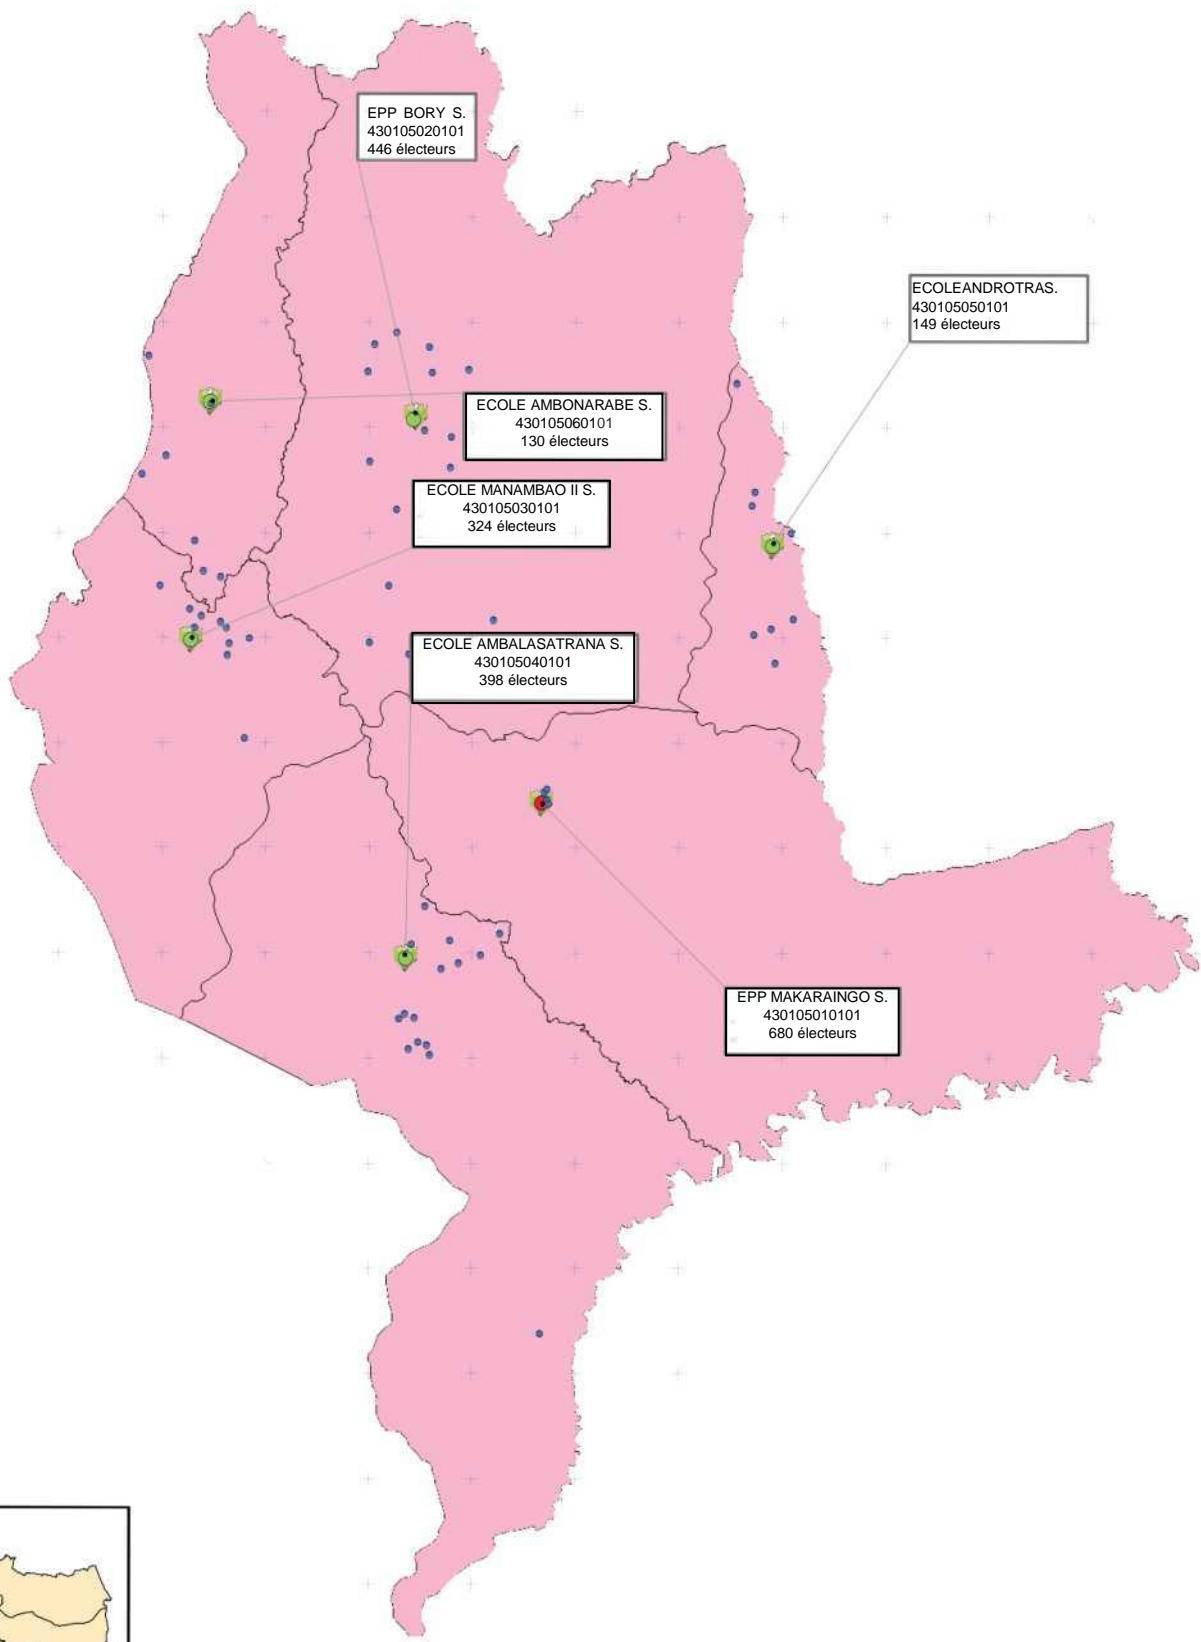 EPP BORY S.
430105020101
446 électeurs
ECOLEANDROTRAS.
430105050101
149 électeurs
ECOLE AMBONARABE S.
430105060101
130 électeurs
ECOLE MANAMBAO II S.
430105030101
324 électeurs
ECOLE AMBALASATRANA S.
430105040101
398 électeurs
EPP MAKARAINGO S.
430105010101
680 électeurs